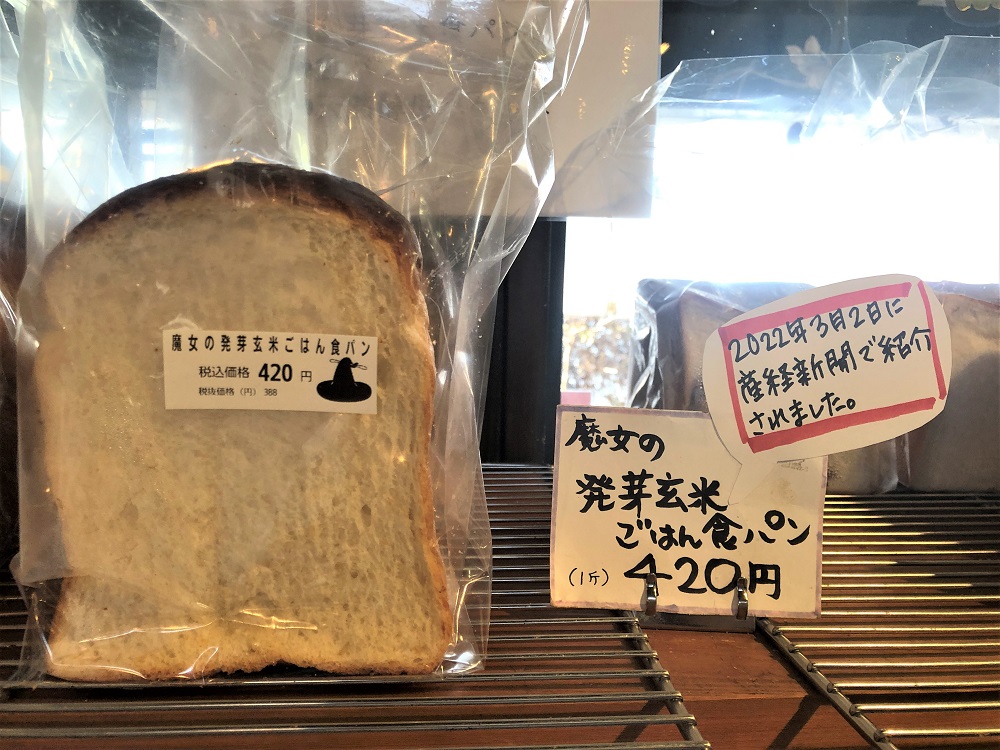 食パン
魔女の発芽玄米ごはん食パン
税込価格 420 円
税抜価格(円) 388
2022年3月2日に
産経新聞で紹介
されました。
魔女の
発芽玄米
ごはん食パン
(1斤) 420円